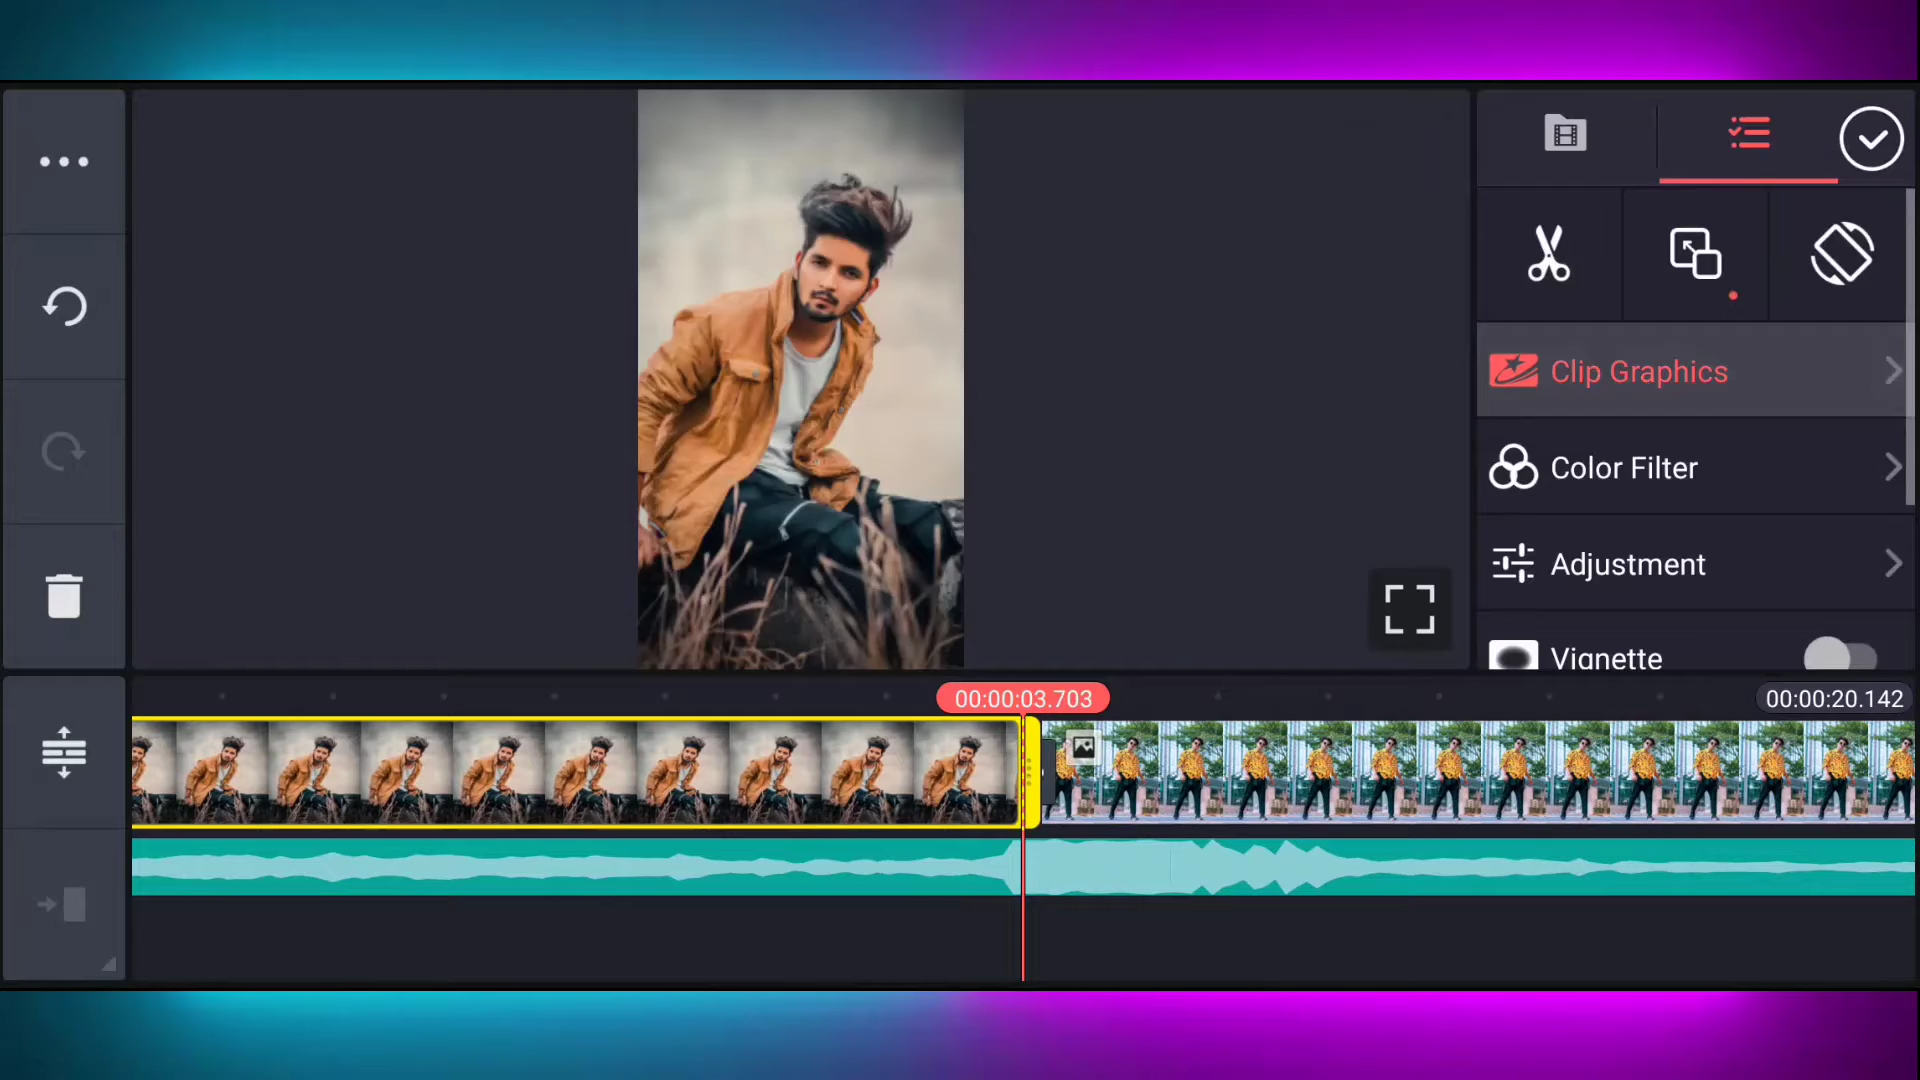 Clip Graphics
Color Filter
Adjustment
Vignette
00:00:03.703
00:00:20.142